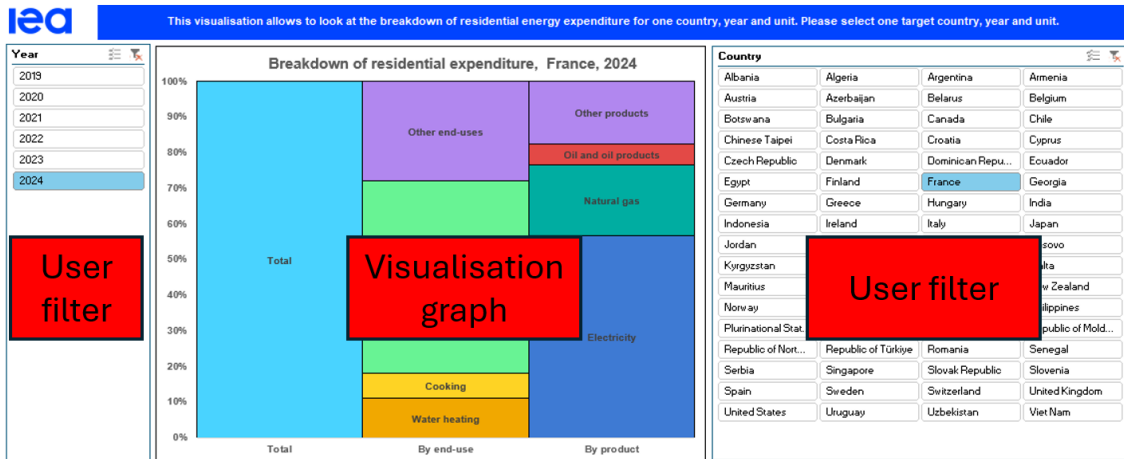 iea
This visualisation allows to look at the breakdown of residential energy expenditure for one country, year and unit. Please select one target country, year and unit.
Year
2019
2020
2021
2022
2023
2024
User
filter
Breakdown of residential expenditure, France, 2024
100%
90%
80%
70%
60%
50%
40%
30%
20%
10%
0%
Total
Other end-uses
Cooking
Water heating
Other products
Oil and oil products
Natural gas
Electricity
Visualisation
graph
Total By end-use By product
Country
Albania Algeria Argentina Armenia
Austria Azerbaijan Belarus Belgium
Botswana Bulgaria Canada Chile
Chinese Taipei Costa Rica Croatia Cyprus
Czech Republic Denmark Dominican Repu... Ecuador
Egypt Finland France Georgia
Germany Greece Hungary India
Indonesia Ireland Italy Japan
Jordan
Kyrgyzstan
Mauritius Zealand
Norway
Plurinational Stat. public of Mold...
Republic of Nort... Republic of Türkiye Romania Senegal
Serbia Singapore Slovak Republic Slovenia
Spain Sweden Switzerland United Kingdom
United States Uruguay Uzbekistan Viet Nam
User filter